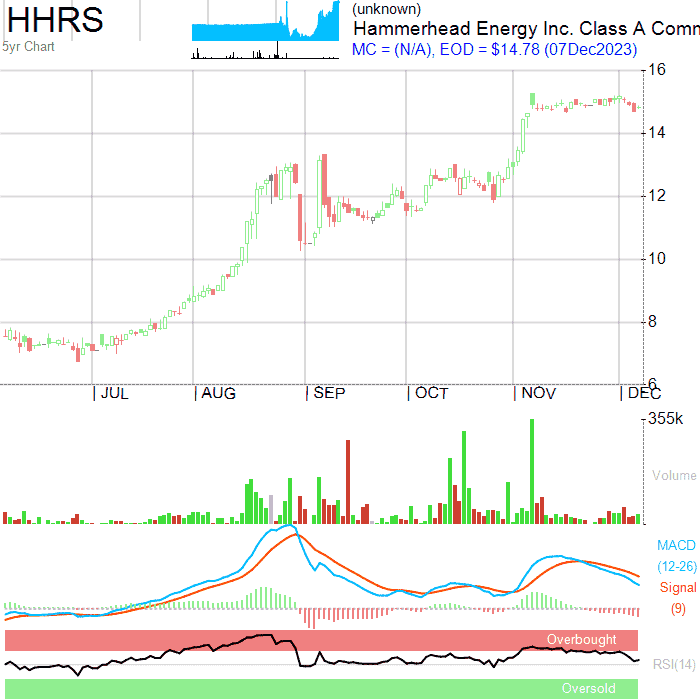 HHRS
5yr Chart
(unknown)
Hammerhead Energy Inc. Class A Comm
MC = (N/A), EOD = $14.78 (07Dec2023)
16
14
12
10
8
6
JUL AUG SEP OCT NOV DEC
355k
Volume
MACD
(12-26)
Signal
(9)
Overbought
RSI(14)
Oversold